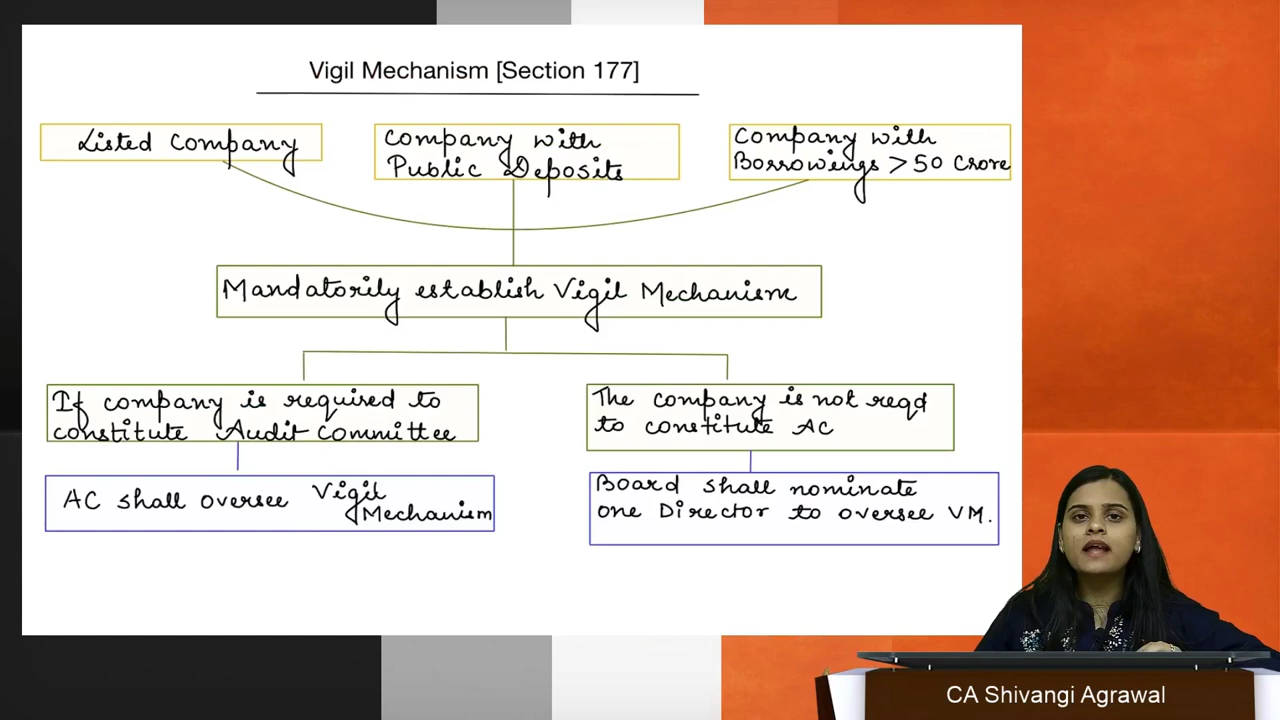 Vigil Mechanism [Section 177]
Listed Company
Company with
Public Deposits
Company with
Borrowings > 50 Crore
Mandatorily establish Vigil Mechanism
If company is required to
constitute Audit Committee
The company is not reqd
to constitute AC
AC shall oversee Vigil
Mechanism
Board shall nominate
one Director to oversee VM.
CA Shivangi Agrawal